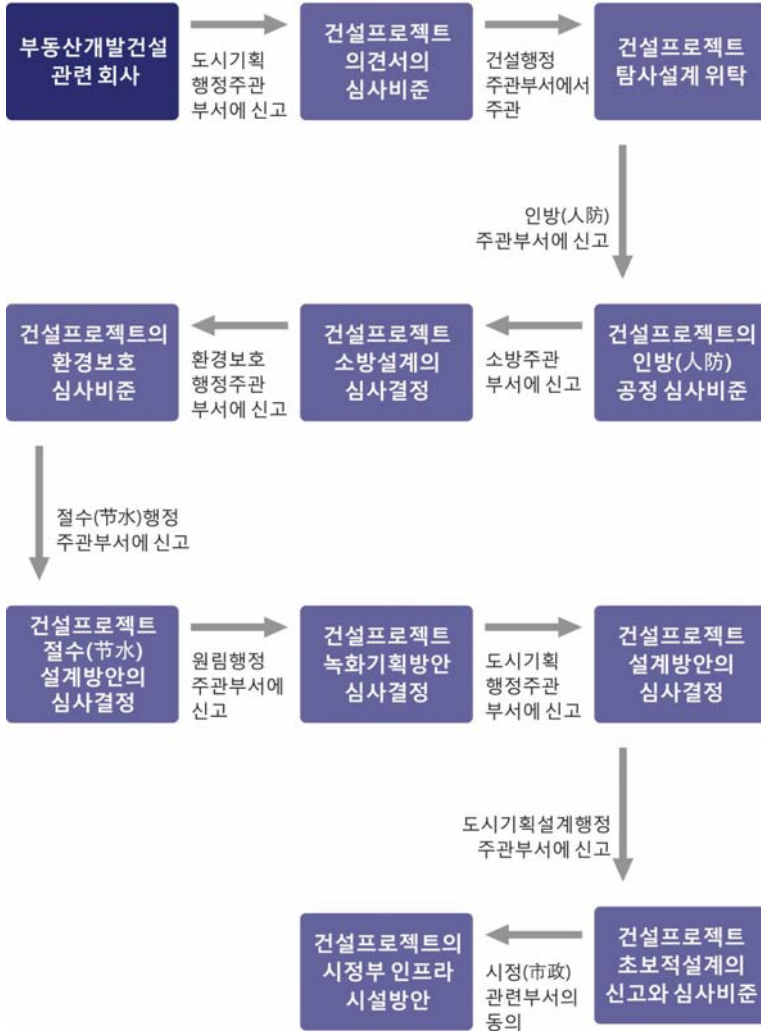 부동산개발건설
관련 회사
도시기획
행정주관
부서에 신고
건설프로젝트
의견서의
심사비준
건설행정
주관부서에서
주관
건설프로젝트
탐사설계 위탁
인방(人防)
주관부서에 신고
건설프로젝트의
인방(人防)
공정 심사비준
소방주관
부서에 신고
건설프로젝트
소방설계의
심사결정
환경보호
행정주관
부서에 신고
건설프로젝트의
환경보호
심사비준
절수(节水)행정
주관부서에 신고
건설프로젝트
절수(节水)
설계방안의
심사결정
원림행정
주관부서에
신고
건설프로젝트
녹화기획방안
심사결정
도시기획
행정주관
부서에 신고
건설프로젝트
설계방안의
심사결정
도시기획설계행정
주관부서에 신고
건설프로젝트
초보적설계의
신고와 심사비준
시정(市政)
관련부서의
동의
건설프로젝트의
시정부 인프라
시설방안